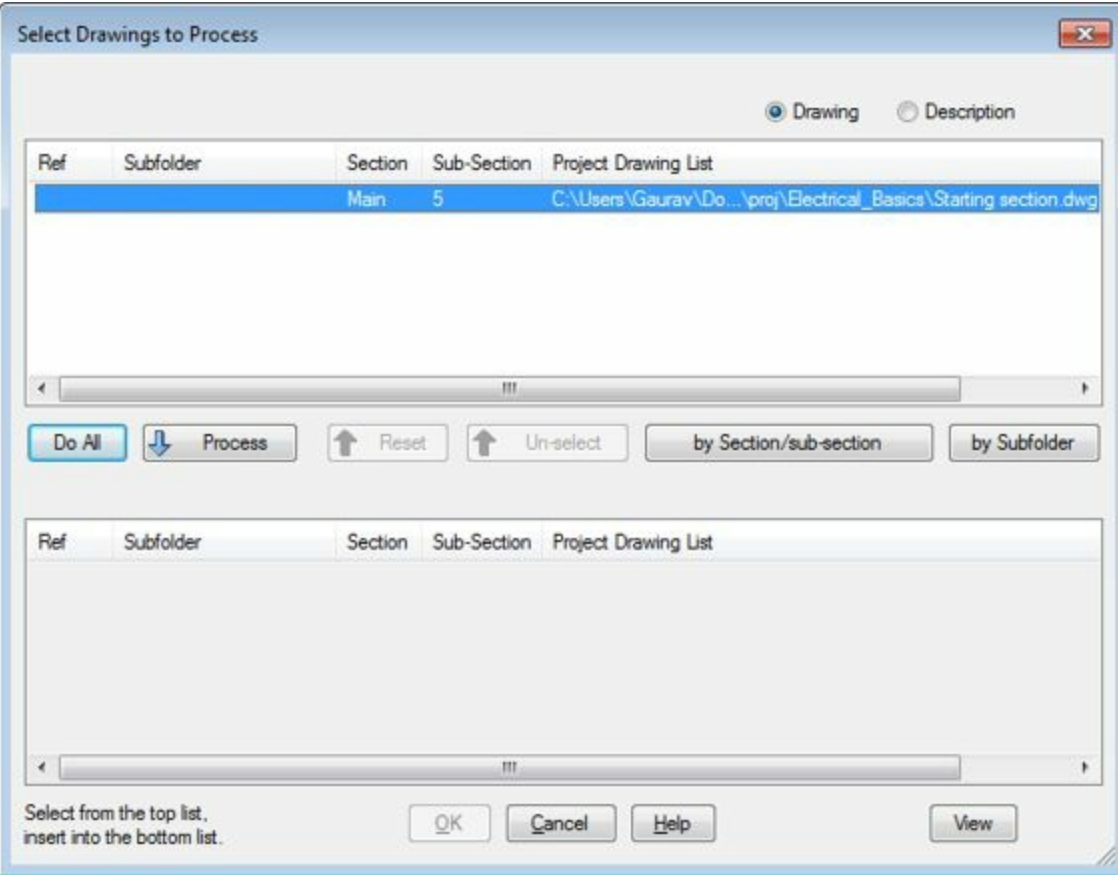 Select Drawings to Process
Drawing Description
Ref Subfolder Section Sub-Section Project Drawing List
Main 5 C:\Users\Gaurav\Do...\proj\Electrical_Basics\Starting section.dwg
Do All Process Reset Un-select by Section/sub-section by Subfolder
Ref Subfolder Section Sub-Section Project Drawing List
Select from the top list,
insert into the bottom list.
OK Cancel Help View